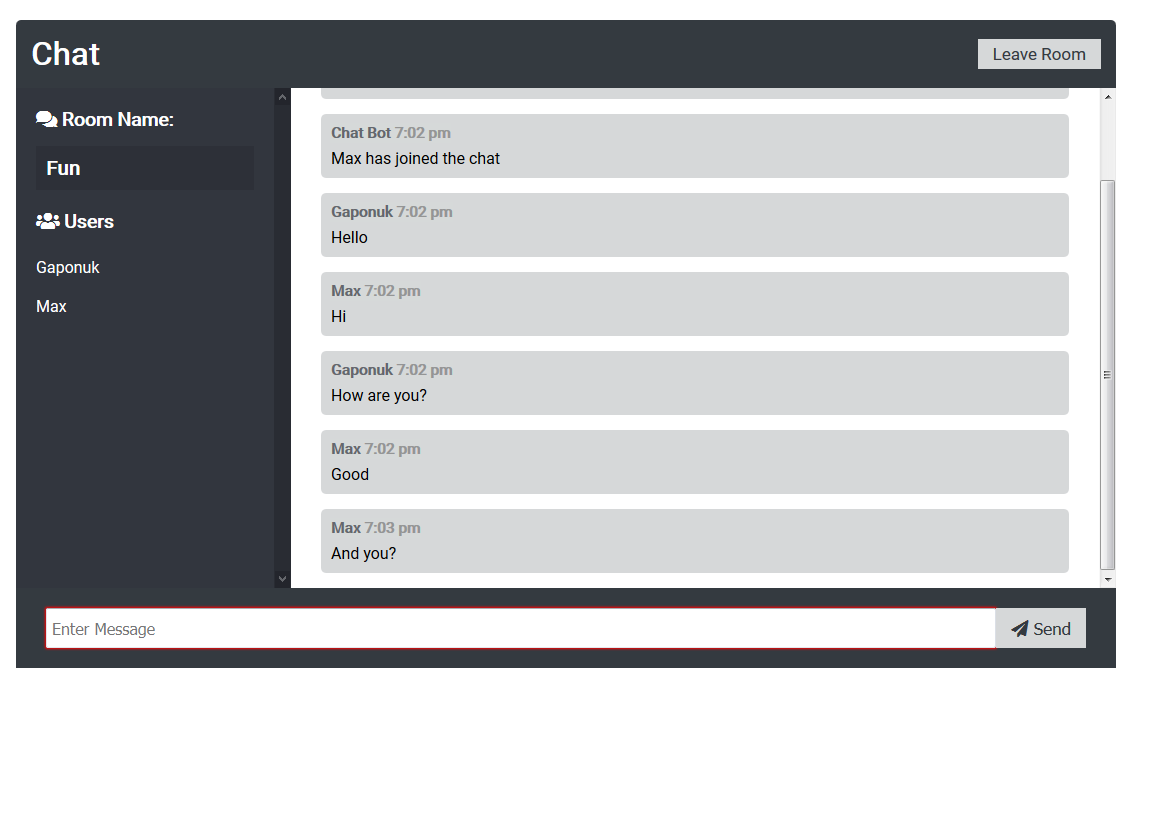 Chat
Leave Room
Room Name:
Fun
Users
Gaponuk
Max
Chat Bot 7:02 pm
Max has joined the chat
Gaponuk 7:02 pm
Hello
Max 7:02 pm
Hi
Gaponuk 7:02 pm
How are you?
Max 7:02 pm
Good
Max 7:03 pm
And you?
Enter Message
Send